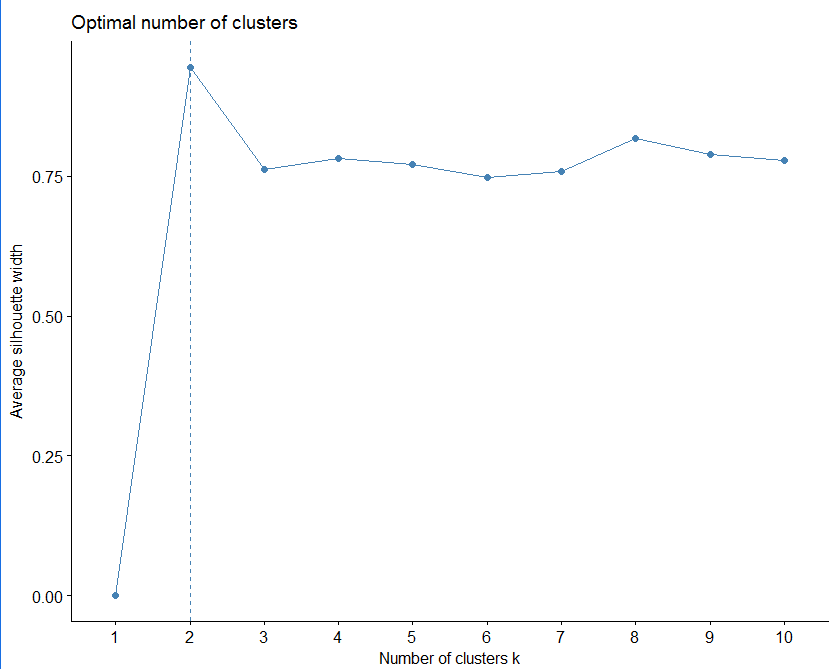 Optimal number of clusters
Average silhouette width
0.75
0.50
0.25
0.00
1 2 3 4 5 6 7 8 9 10
Number of clusters k